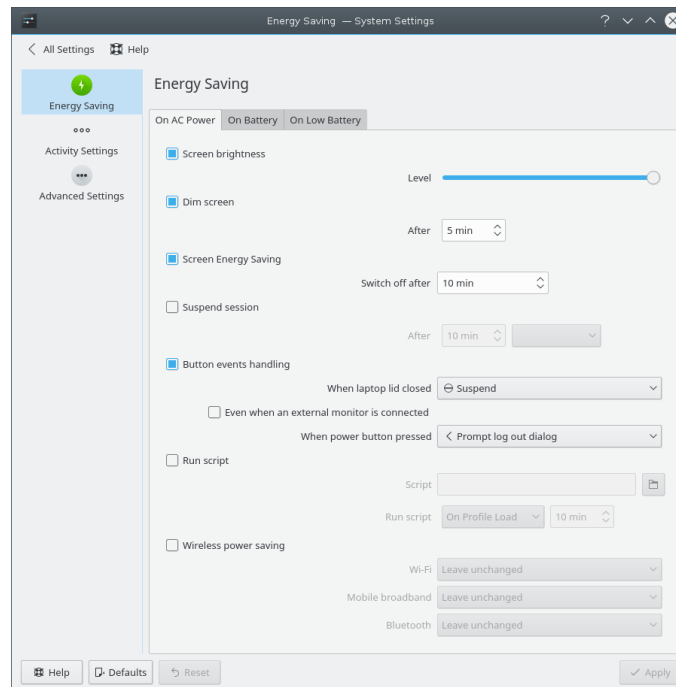 Energy Saving — System Settings
All Settings Help
Energy Saving
Energy Saving
On AC Power On Battery On Low Battery
Activity Settings
Screen brightness
Level
Advanced Settings
Dim screen
After 5 min
Screen Energy Saving
Switch off after 10 min
Suspend session
After 10 min
Button events handling
When laptop lid closed Suspend
Even when an external monitor is connected
When power button pressed Prompt log out dialog
Run script
Script
Run script On Profile Load 10 min
Wireless power saving
Wi-Fi Leave unchanged
Mobile broadband Leave unchanged
Bluetooth Leave unchanged
Help Defaults Reset Apply